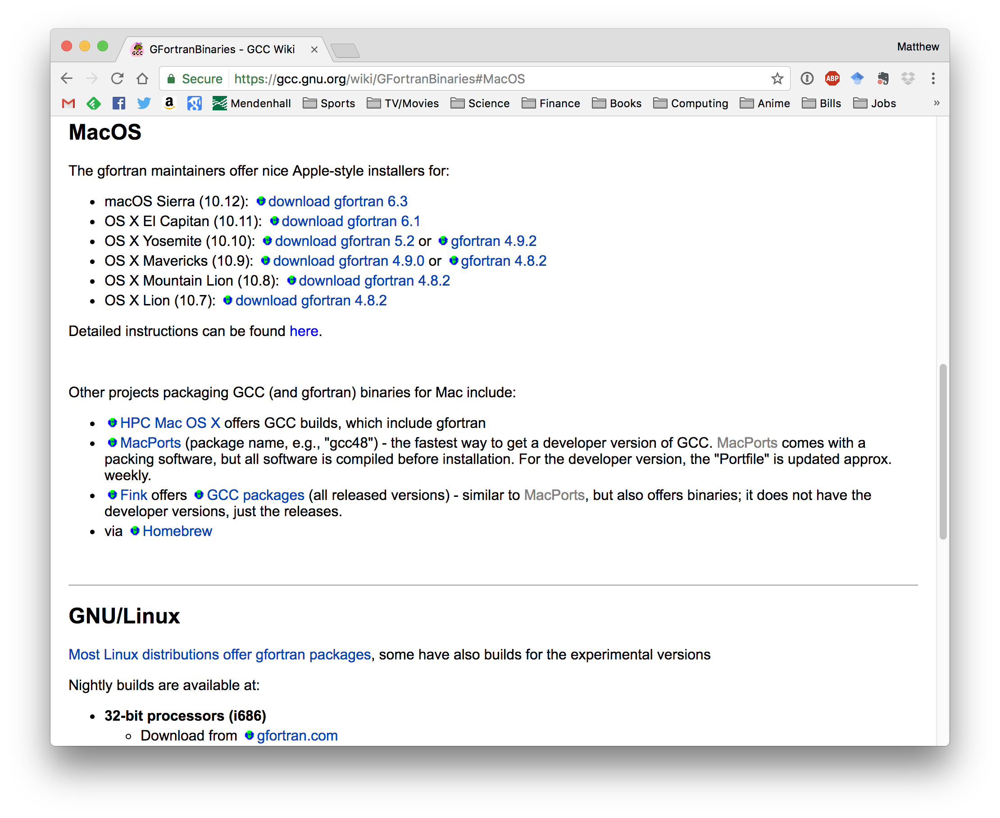 GFortranBinaries - GCC Wiki
Matthew
Secure https://gcc.gnu.org/wiki/GFortranBinaries#MacOS
ABP
Mendenhall Sports TV/Movies Science Finance Books Computing Anime Bills Jobs »
MacOS
The gfortran maintainers offer nice Apple-style installers for:
• macOS Sierra (10.12): download gfortran 6.3
• OS X El Capitan (10.11): download gfortran 6.1
• OS X Yosemite (10.10): download gfortran 5.2 or gfortran 4.9.2
• OS X Mavericks (10.9): download gfortran 4.9.0 or gfortran 4.8.2
• OS X Mountain Lion (10.8): download gfortran 4.8.2
• OS X Lion (10.7): download gfortran 4.8.2
Detailed instructions can be found here.
Other projects packaging GCC (and gfortran) binaries for Mac include:
• HPC Mac OS X offers GCC builds, which include gfortran
• MacPorts (package name, e.g., "gcc48") - the fastest way to get a developer version of GCC. MacPorts comes with a
packing software, but all software is compiled before installation. For the developer version, the "Portfile" is updated approx.
weekly.
• Fink offers GCC packages (all released versions) - similar to MacPorts, but also offers binaries; it does not have the
developer versions, just the releases.
• via Homebrew
GNU/Linux
Most Linux distributions offer gfortran packages, some have also builds for the experimental versions
Nightly builds are available at:
• 32-bit processors (i686)
◦ Download from gfortran.com